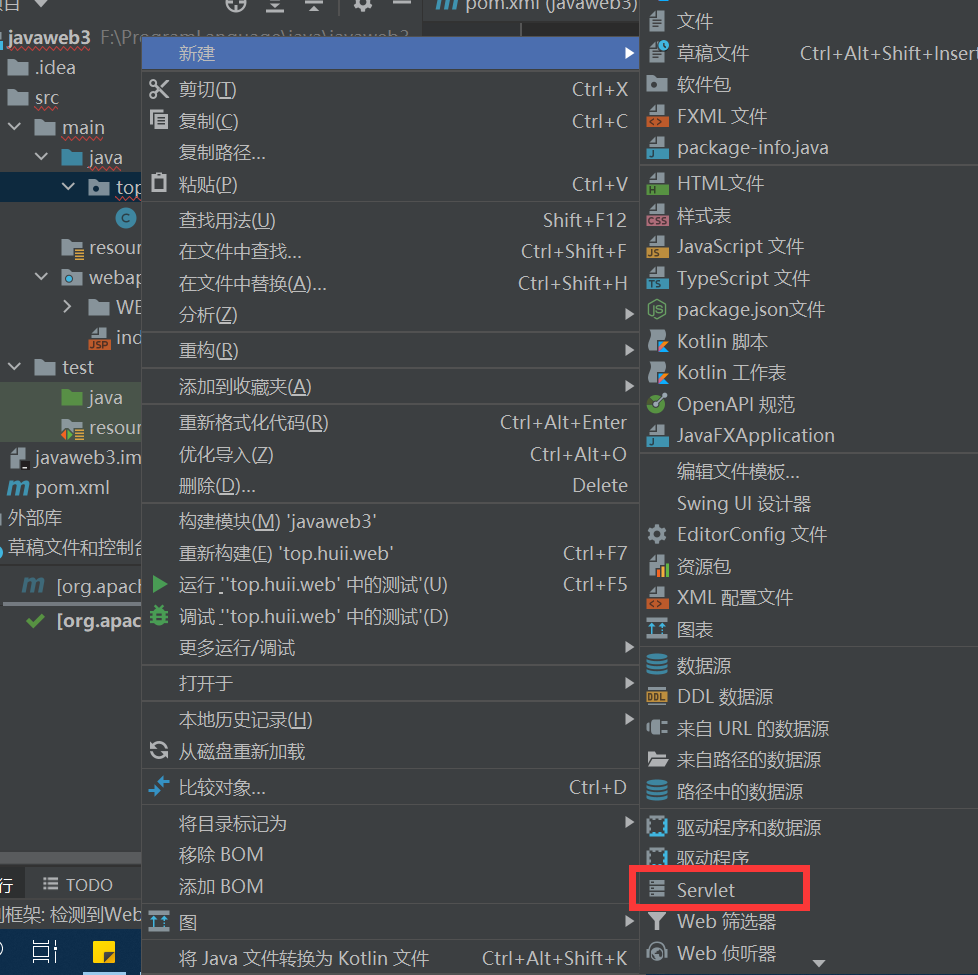 项目
pom.xml (javaweb3)
javaweb3 F:\ProgramLanguage\java\javaweb3
.idea
src
main
java
top
resour
webap
WE
ind
test
java
resour
javaweb3.im
pom.xml
外部库
草稿文件和控制台
[org.apach
[org.apac
行
TODO
框架: 检测到Web
新建
剪切(T) Ctrl+X
复制(C) Ctrl+C
复制路径...
粘贴(P) Ctrl+V
查找用法(U) Shift+F12
在文件中查找... Ctrl+Shift+F
在文件中替换(A)... Ctrl+Shift+H
分析(Z)
重构(R)
添加到收藏夹(A)
重新格式化代码(R) Ctrl+Alt+Enter
优化导入(Z) Ctrl+Alt+O
删除(D)... Delete
构建模块(M) 'javaweb3'
重新构建(E) 'top.huii.web' Ctrl+F7
运行 ''top.huii.web' 中的测试'(U) Ctrl+F5
调试 ''top.huii.web' 中的测试'(D)
更多运行/调试
打开于
本地历史记录(H)
从磁盘重新加载
比较对象... Ctrl+D
将目录标记为
移除 BOM
添加 BOM
图
将 Java 文件转换为 Kotlin 文件 Ctrl+Alt+Shift+K
文件
草稿文件 Ctrl+Alt+Shift+Insert
软件包
FXML 文件
package-info.java
HTML文件
样式表
JavaScript 文件
TypeScript 文件
package.json文件
Kotlin 脚本
Kotlin 工作表
OpenAPI 规范
JavaFXApplication
编辑文件模板...
Swing UI 设计器
EditorConfig 文件
资源包
XML 配置文件
图表
数据源
DDL 数据源
来自 URL 的数据源
来自路径的数据源
路径中的数据源
驱动程序和数据源
驱动程序
Servlet
Web 筛选器
Web 侦听器